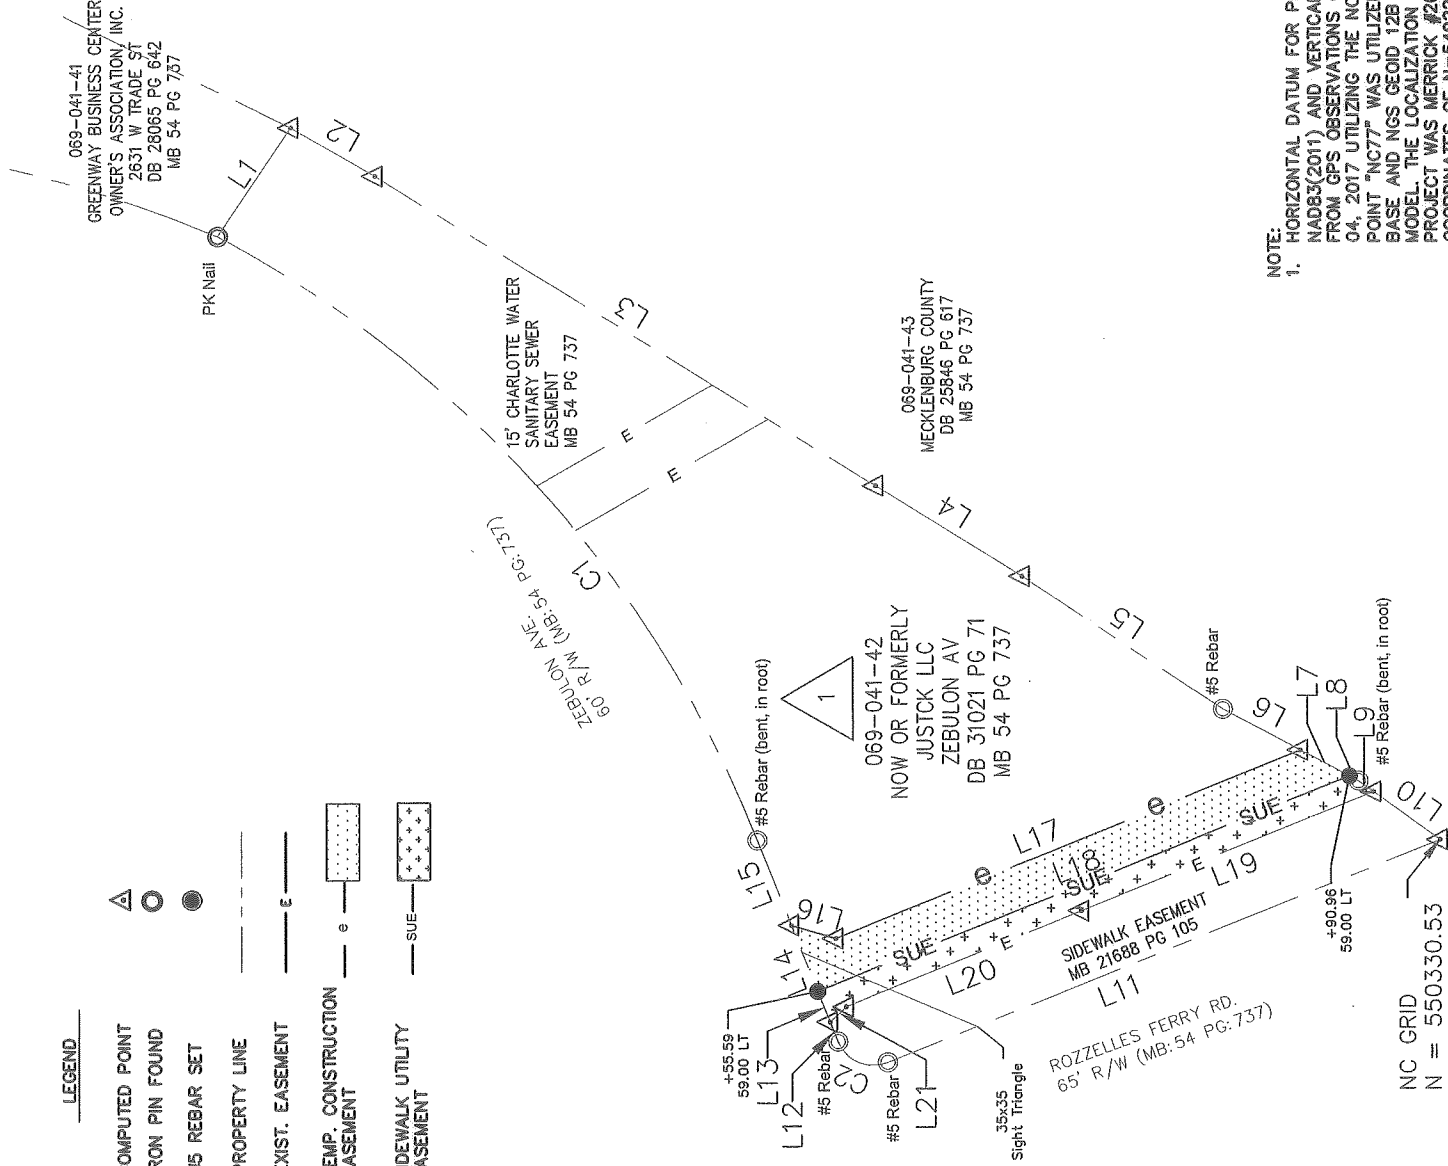 069-041-41
GREENWAY BUSINESS CENTER
OWNER'S ASSOCIATION, INC.
2631 W TRADE ST
DB 28065 PG 642
MB 54 PG 737
L1
L2
PK Nail
L3
15' CHARLOTTE WATER
SANITARY SEWER
EASEMENT
MB 54 PG 737
E
E
069-041-43
MECKLENBURG COUNTY
DB 25846 PG 617
MB 54 PG 737
NOTE:
1. HORIZONTAL DATUM FOR P
NAD83(2011) AND VERTICAL
FROM GPS OBSERVATIONS
04, 2017 UTILIZING THE NO
POINT "NC77" WAS UTILIZE
BASE AND NGS GEOID 12B
MODEL. THE LOCALIZATION
PROJECT WAS MERRICK #20
L4
C1
ZEBULON AVE.
60' R/W (MB:54 PG:737)
L5
1
069-041-42
NOW OR FORMERLY
JUSTCK LLC
ZEBULON AV
DB 31021 PG 71
MB 54 PG 737
#5 Rebar
L6
L7
L8
L9
#5 Rebar (bent, in root)
L10
#5 Rebar (bent, in root)
L15
L16
L14
e
L17
e
SUE
L18
SUE
SUE
E
L19
E
L20
SIDEWALK EASEMENT
MB 21688 PG 105
L11
ROZZELLES FERRY RD.
65' R/W (MB:54 PG:737)
+90.96
59.00 LT
NC GRID
N = 550330.53
+55.59
59.00 LT
L13
L12
#5 Rebar
C2
#5 Rebar
L21
35x35
Sight Triangle
LEGEND
OMPUTED POINT
RON PIN FOUND
5 REBAR SET
PROPERTY LINE
XIST. EASEMENT
E
EMP. CONSTRUCTION
ASEMENT
e
IDEWALK UTILITY
ASEMENT
SUE